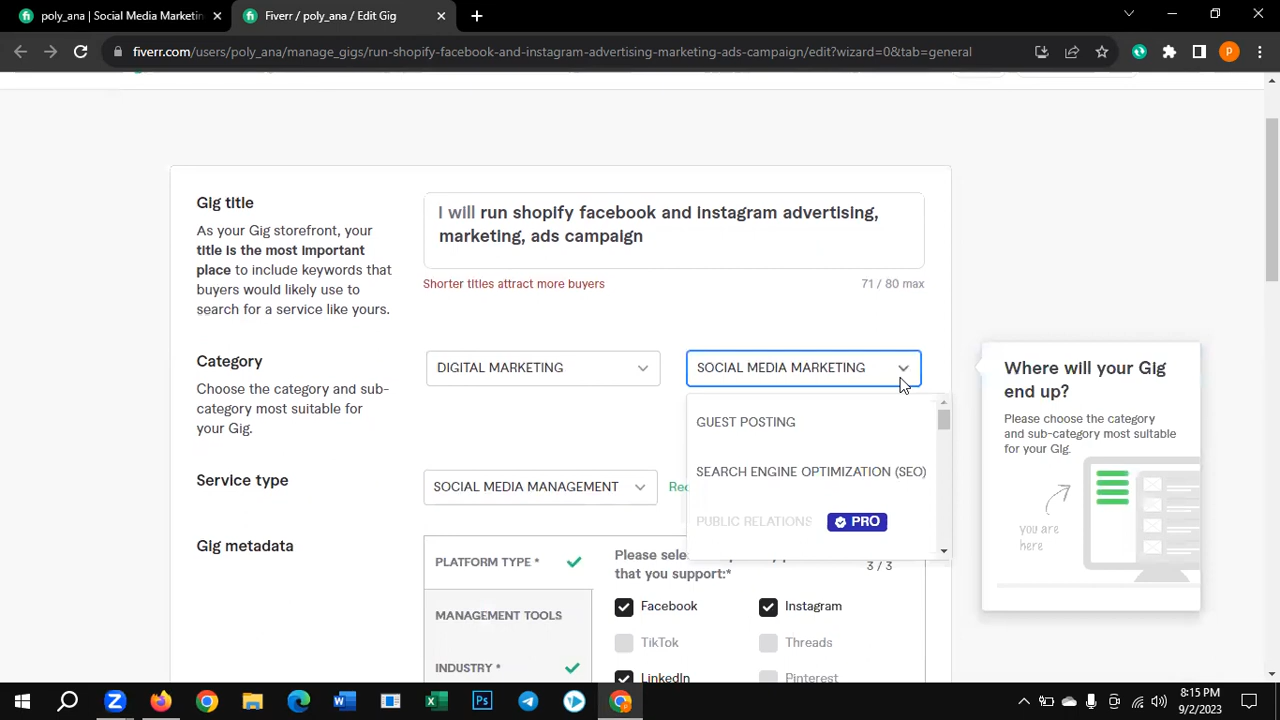 poly_ana | Social Media Marketin
Fiverr / poly_ana / Edit Gig
fiverr.com/users/poly_ana/manage_gigs/run-shopify-facebook-and-instagram-advertising-marketing-ads-campaign/edit?wizard=0&tab=general
p
Gig title
As your Gig storefront, your
title is the most important
place to include keywords that
buyers would likely use to
search for a service like yours.
I will run shopify facebook and instagram advertising,
marketing, ads campaign
Shorter titles attract more buyers
71 / 80 max
Category
Choose the category and sub-
category most suitable for
your Gig.
DIGITAL MARKETING
SOCIAL MEDIA MARKETING
GUEST POSTING
SEARCH ENGINE OPTIMIZATION (SEO)
PUBLIC RELATIONS PRO
Where will your Gig
end up?
Please choose the category
and sub-category most suitable
for your Gig.
you are
here
Service type
SOCIAL MEDIA MANAGEMENT
Gig metadata
PLATFORM TYPE *
MANAGEMENT TOOLS
INDUSTRY *
that you support:*
3 / 3
Facebook
Instagram
TikTok
Threads
LinkedIn
Pinterest
8:15 PM
9/2/2023